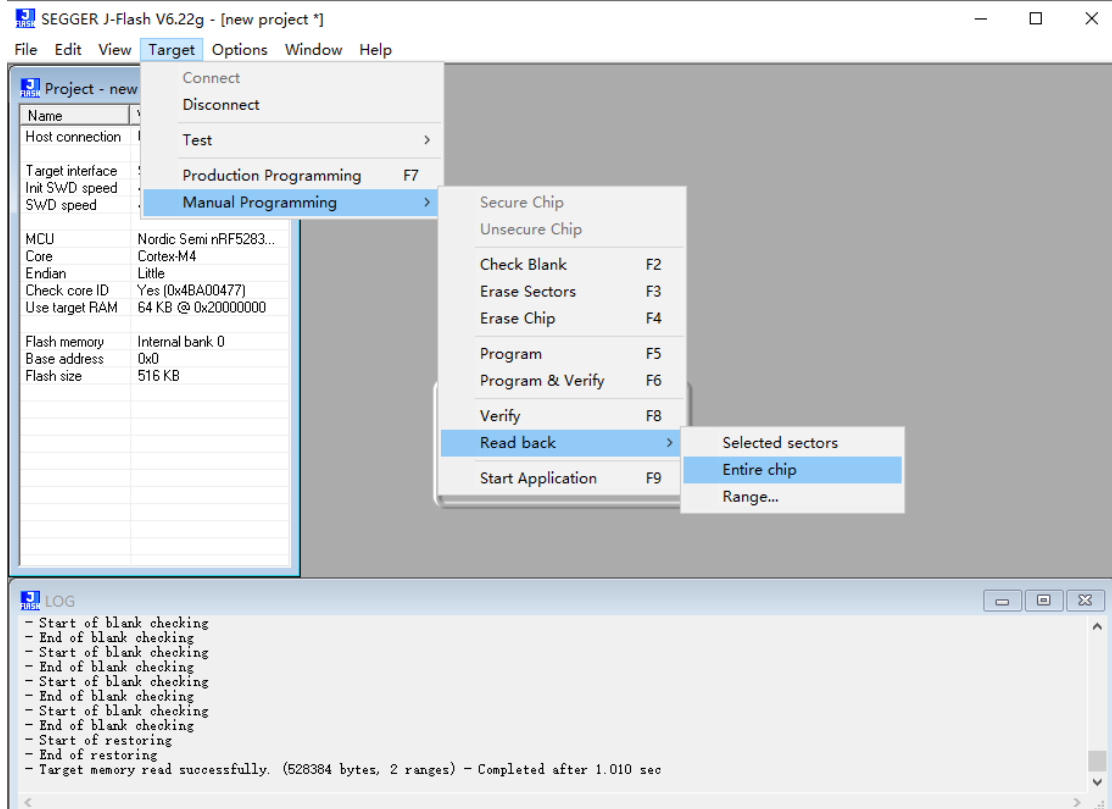 SEGGER J-Flash V6.22g - [new project *]
File Edit View Target Options Window Help
Project - new
Name
Host connection
Target interface
Init SWD speed
SWD speed
MCU Nordic Semi nRF5283...
Core Cortex-M4
Endian Little
Check core ID Yes (0x4BA00477)
Use target RAM 64 KB @ 0x20000000
Flash memory Internal bank 0
Base address 0x0
Flash size 516 KB
Connect
Disconnect
Test
Production Programming F7
Manual Programming
Secure Chip
Unsecure Chip
Check Blank F2
Erase Sectors F3
Erase Chip F4
Program F5
Program & Verify F6
Verify F8
Read back
Start Application F9
Selected sectors
Entire chip
Range...
LOG
- Start of blank checking
- End of blank checking
- Start of blank checking
- End of blank checking
- Start of blank checking
- End of blank checking
- Start of blank checking
- End of blank checking
- Start of restoring
- End of restoring
- Target memory read successfully. (528384 bytes, 2 ranges) - Completed after 1.010 sec